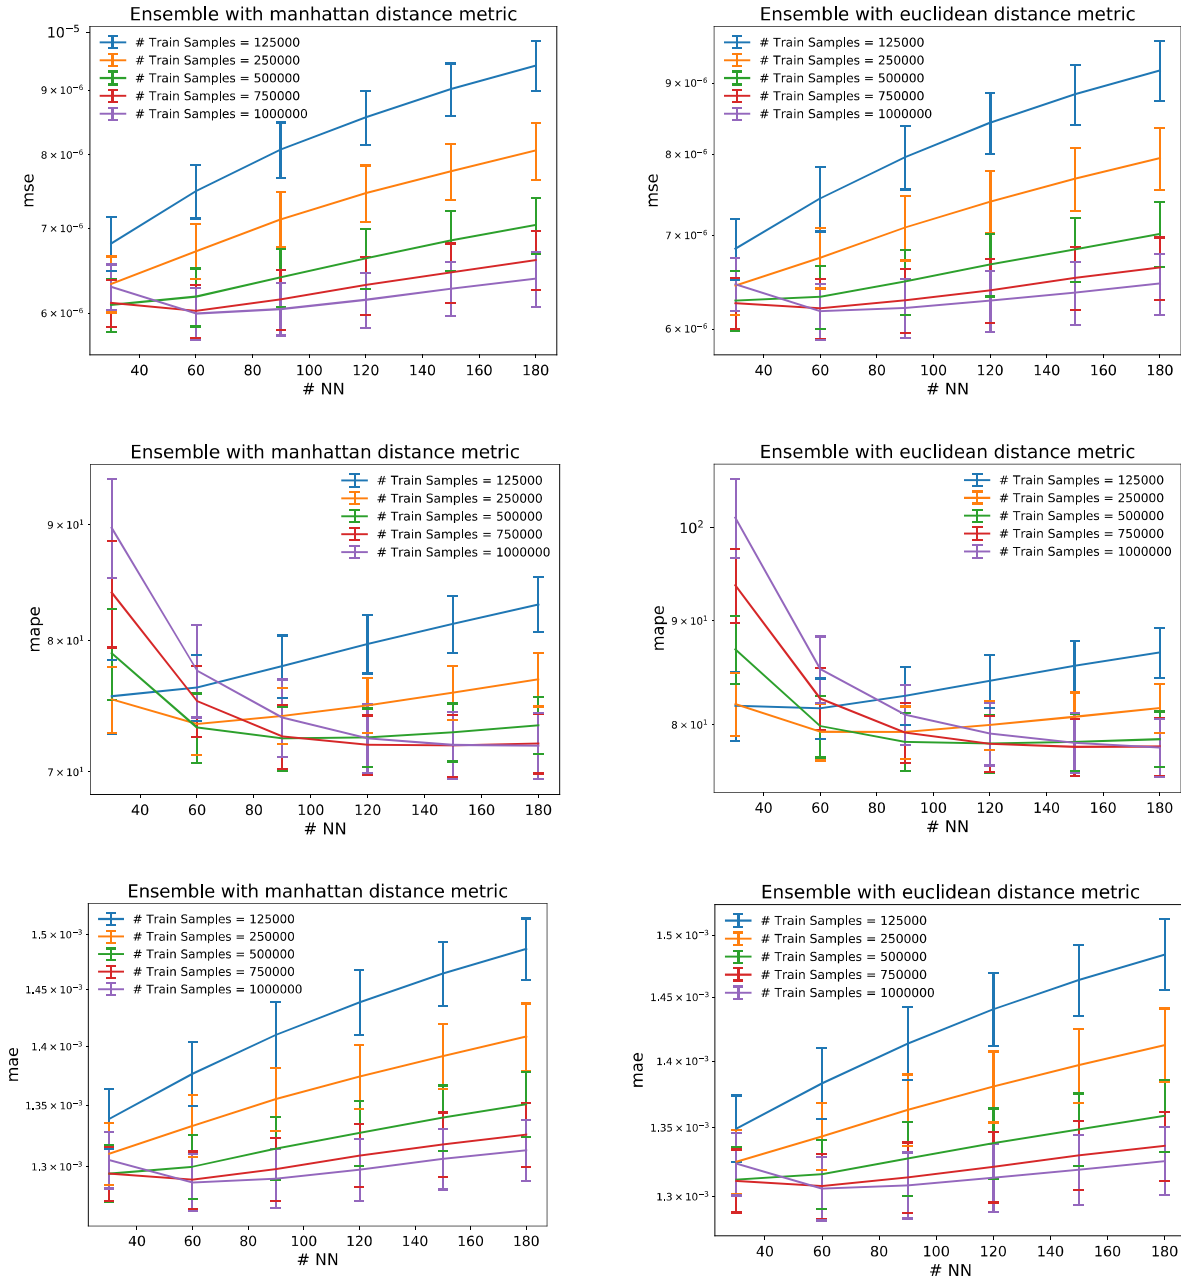 Ensemble with manhattan distance metric
10⁻⁵
9 × 10⁻⁶
8 × 10⁻⁶
7 × 10⁻⁶
6 × 10⁻⁶
mse
# Train Samples = 125000
# Train Samples = 250000
# Train Samples = 500000
# Train Samples = 750000
# Train Samples = 1000000
40 60 80 100 120 140 160 180
# NN
Ensemble with euclidean distance metric
9 × 10⁻⁶
8 × 10⁻⁶
7 × 10⁻⁶
6 × 10⁻⁶
mse
# Train Samples = 125000
# Train Samples = 250000
# Train Samples = 500000
# Train Samples = 750000
# Train Samples = 1000000
40 60 80 100 120 140 160 180
# NN
Ensemble with manhattan distance metric
9 × 10¹
8 × 10¹
7 × 10¹
mape
# Train Samples = 125000
# Train Samples = 250000
# Train Samples = 500000
# Train Samples = 750000
# Train Samples = 1000000
40 60 80 100 120 140 160 180
# NN
Ensemble with euclidean distance metric
10²
9 × 10¹
8 × 10¹
mape
# Train Samples = 125000
# Train Samples = 250000
# Train Samples = 500000
# Train Samples = 750000
# Train Samples = 1000000
40 60 80 100 120 140 160 180
# NN
Ensemble with manhattan distance metric
1,5 × 10⁻³
1,45 × 10⁻³
1,4 × 10⁻³
1,35 × 10⁻³
1,3 × 10⁻³
mae
# Train Samples = 125000
# Train Samples = 250000
# Train Samples = 500000
# Train Samples = 750000
# Train Samples = 1000000
40 60 80 100 120 140 160 180
# NN
Ensemble with euclidean distance metric
1,5 × 10⁻³
1,45 × 10⁻³
1,4 × 10⁻³
1,35 × 10⁻³
1,3 × 10⁻³
mae
# Train Samples = 125000
# Train Samples = 250000
# Train Samples = 500000
# Train Samples = 750000
# Train Samples = 1000000
40 60 80 100 120 140 160 180
# NN